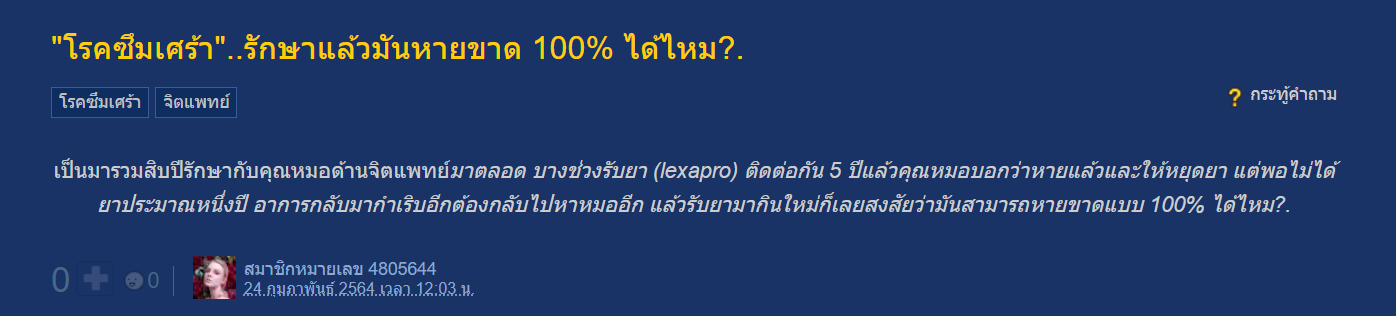 "โรคซึมเศร้า"..รักษาแล้วมันหายขาด 100% ได้ไหม?.
โรคซึมเศร้า จิตแพทย์
? กระทู้คำถาม
เป็นมารวมสิบปีรักษากับคุณหมอด้านจิตแพทย์มาตลอด บางช่วงรับยา (lexapro) ติดต่อกัน 5 ปีแล้วคุณหมอบอกว่าหายแล้วและให้หยุดยา แต่พอไม่ได้
ยาประมาณหนึ่งปี อาการกลับมากำเริบอีกต้องกลับไปหาหมออีก แล้วรับยามากินใหม่ก็เลยสงสัยว่ามันสามารถหายขาดแบบ 100% ได้ไหม?.
0 0
สมาชิกหมายเลข 4805644
24 กุมภาพันธ์ 2564 เวลา 12:03 น.